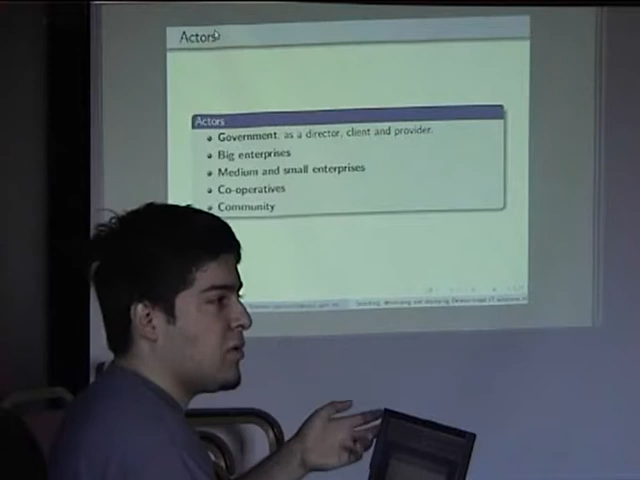 Actors
Actors
Government, as a director, client and provider.
Big enterprises
Medium and small enterprises
Co-operatives
Community